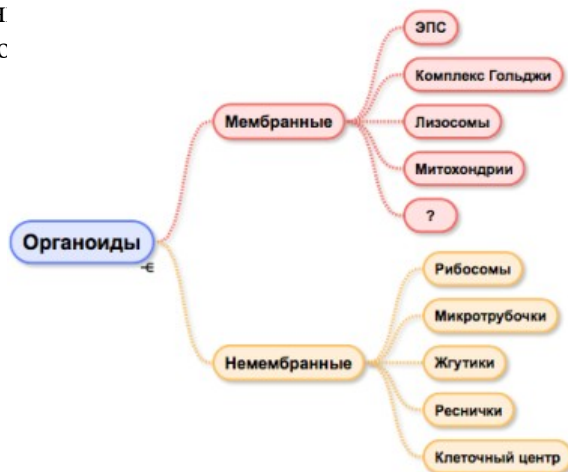 ЭПС
Комплекс Гольджи
Мембранные
Лизосомы
Митохондрии
?
Органоиды
Рибосомы
Микротрубочки
Немембранные
Жгутики
Реснички
Клеточный центр